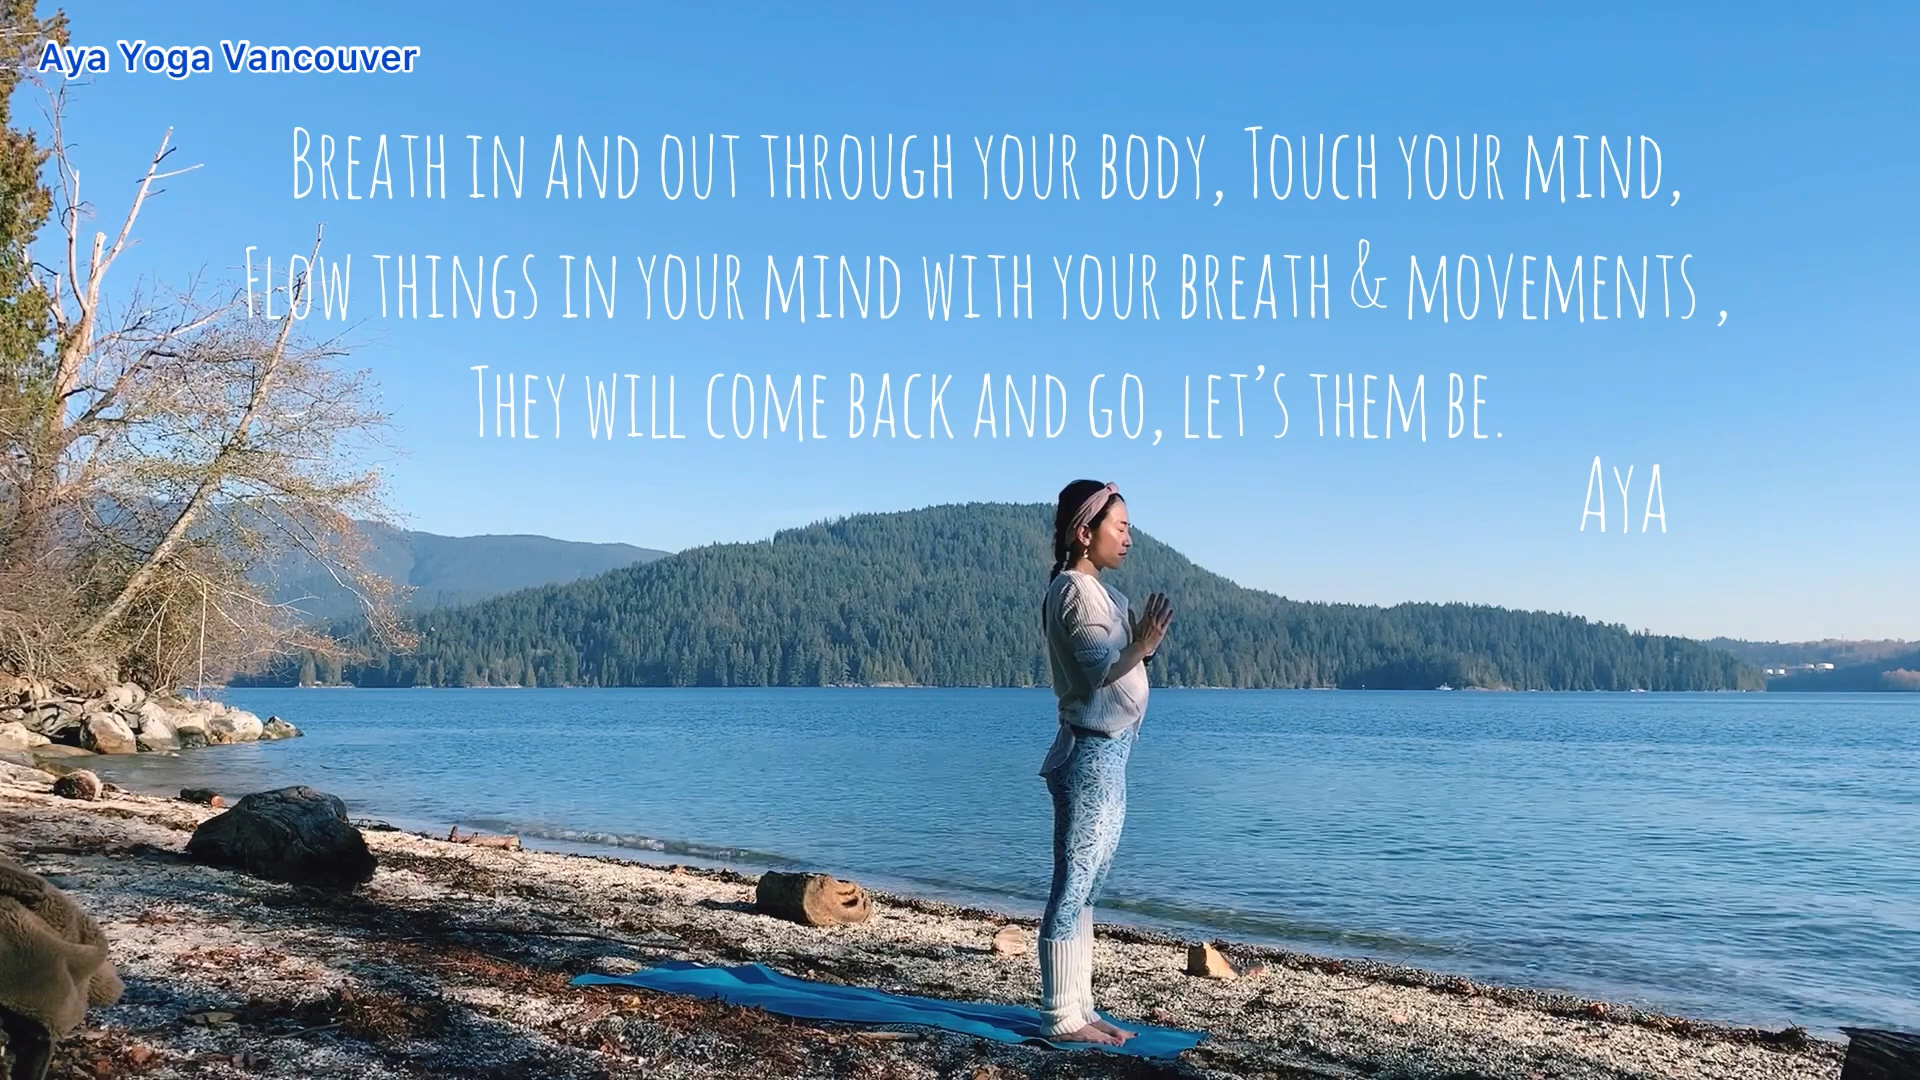 Aya Yoga Vancouver
Breath in and out through your body, Touch your mind,
Flow things in your mind with your breath & movements ,
They will come back and go, let's them be.
Aya